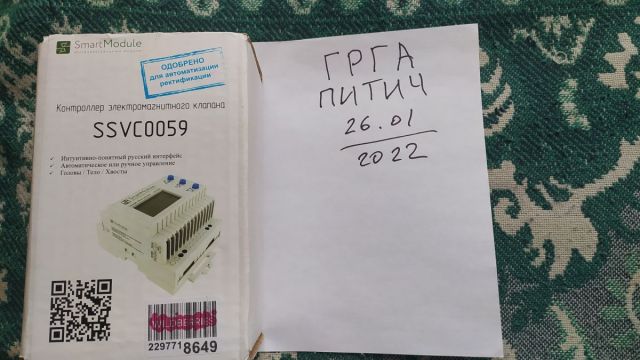 SmartModule
ОДОБРЕНО
для автоматизации
ректификации
Контроллер электромагнитного клапана
SSVC0059
Интуитивно-понятный русский интерфейс
Автоматическое или ручное управление
Головы / Тело / Хвосты
WILDBERRIES
229771 8649
ГРГА
ПИТИЧ
26.01
2022